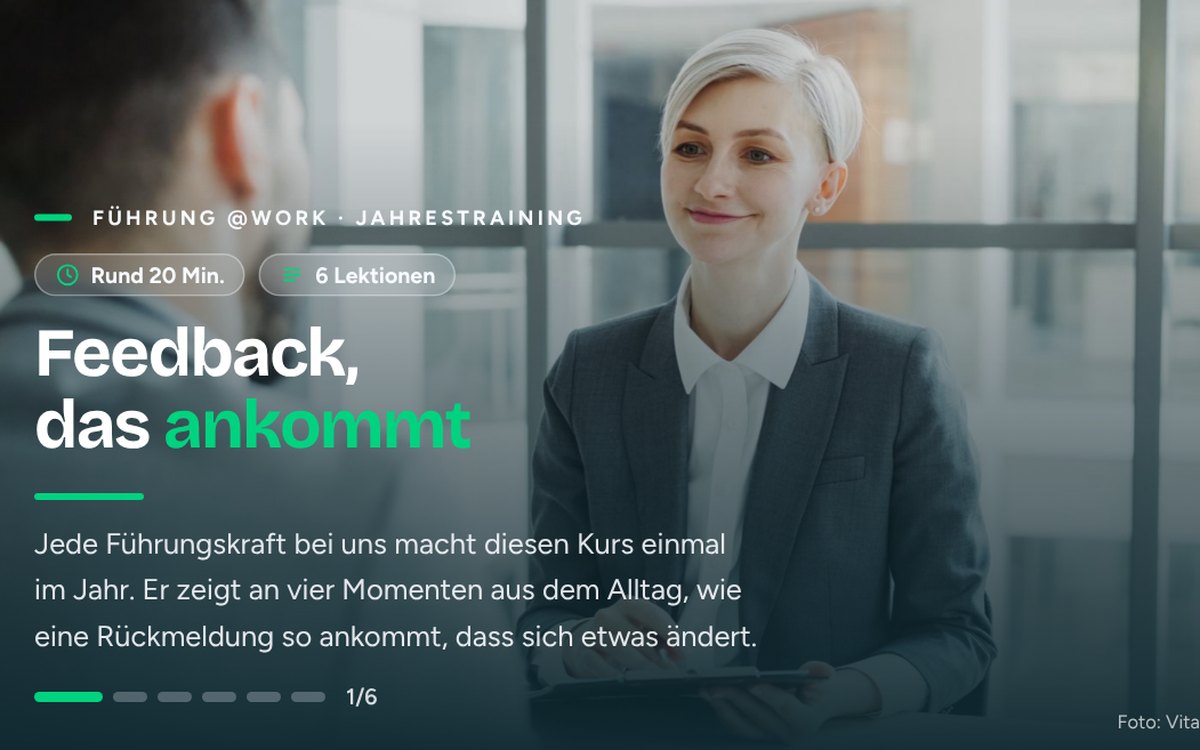 FÜHRUNG @WORK · JAHRESTRAINING
Rund 20 Min.
6 Lektionen
Feedback,
das ankommt
Jede Führungskraft bei uns macht diesen Kurs einmal
im Jahr. Er zeigt an vier Momenten aus dem Alltag, wie
eine Rückmeldung so ankommt, dass sich etwas ändert.
1/6
Foto: